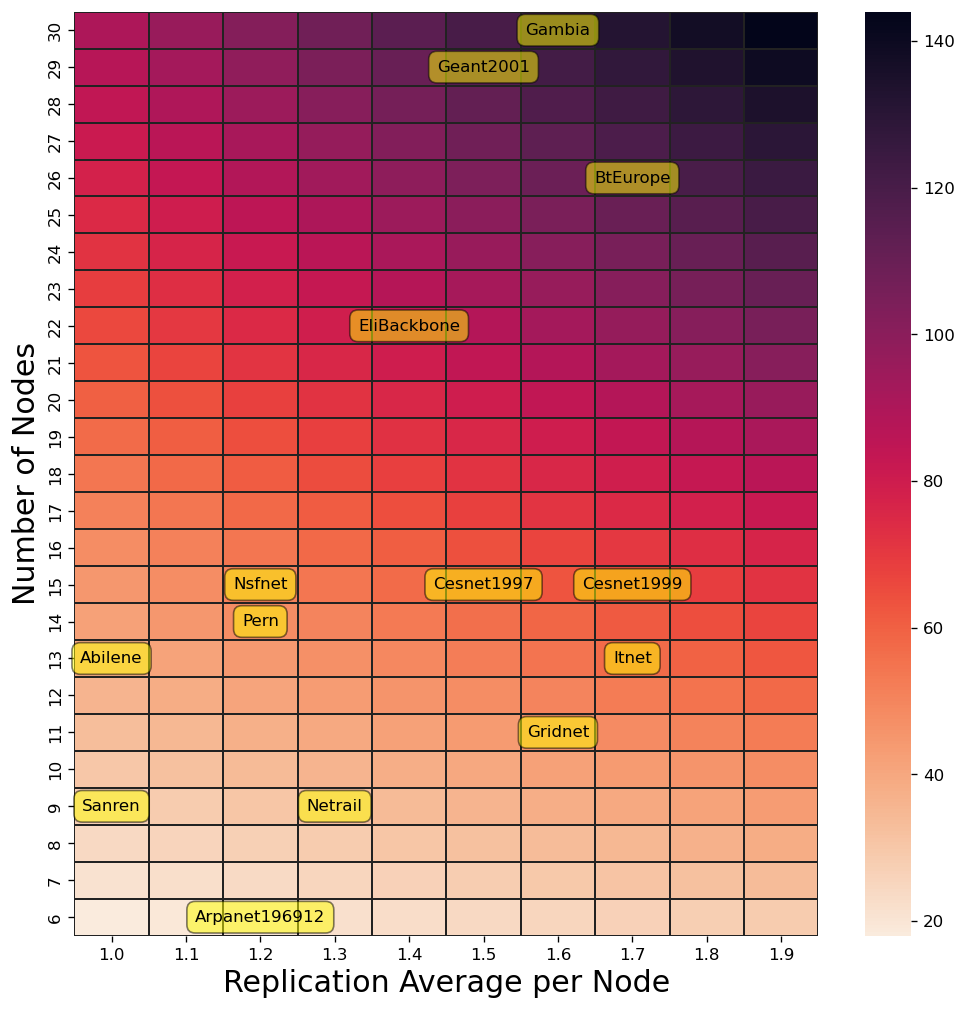 Number of Nodes
30
29
28
27
26
25
24
23
22
21
20
19
18
17
16
15
14
13
12
11
10
9
8
7
6
Gambia
Geant2001
BtEurope
EliBackbone
Nsfnet
Cesnet1997
Cesnet1999
Pern
Abilene
Itnet
Gridnet
Sanren
Netrail
Arpanet196912
1.0 1.1 1.2 1.3 1.4 1.5 1.6 1.7 1.8 1.9
Replication Average per Node
140
120
100
80
60
40
20